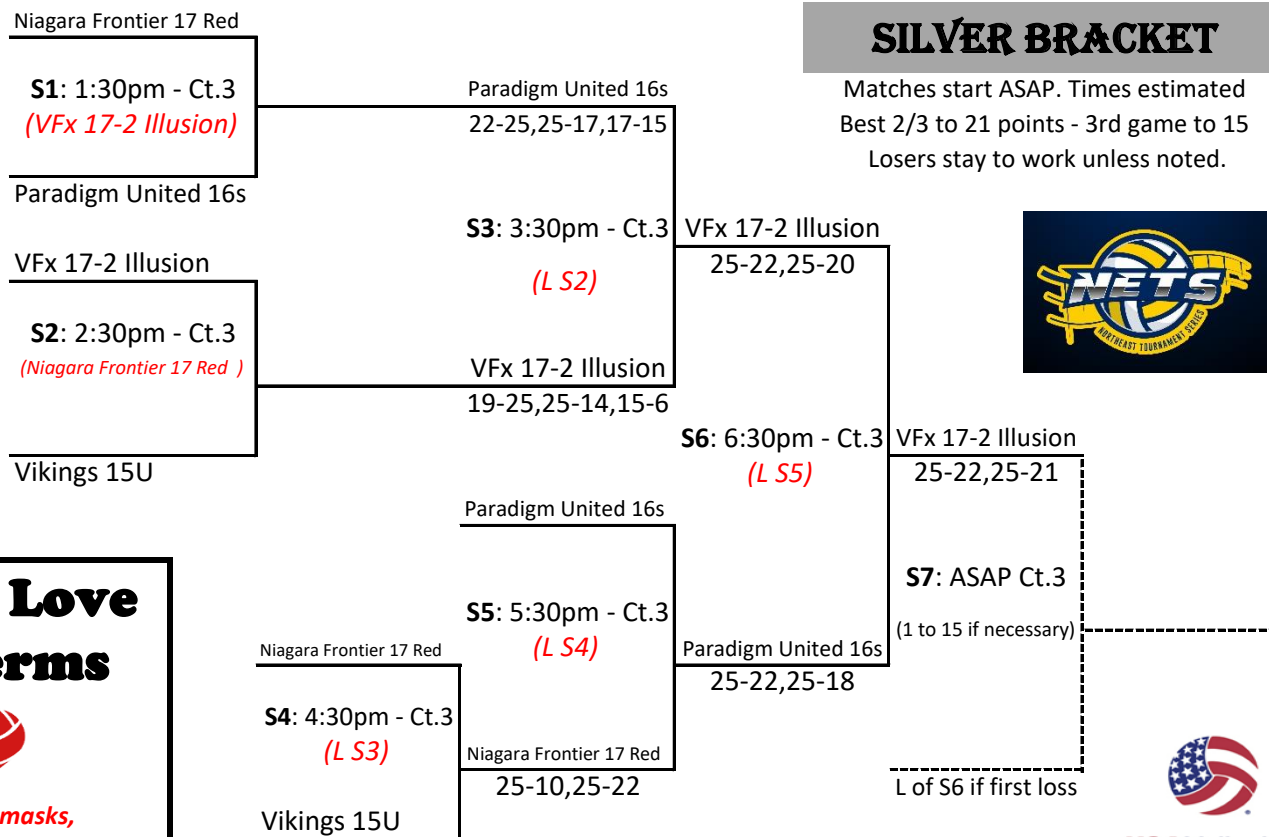 Niagara Frontier 17 Red
SILVER BRACKET
S1: 1:30pm - Ct.3
(VFx 17-2 Illusion)
Paradigm United 16s
22-25,25-17,17-15
Matches start ASAP. Times estimated
Best 2/3 to 21 points - 3rd game to 15
Losers stay to work unless noted.
Paradigm United 16s
S3: 3:30pm - Ct.3
(L S2)
VFx 17-2 Illusion
25-22,25-20
VFx 17-2 Illusion
S2: 2:30pm - Ct.3
(Niagara Frontier 17 Red )
NETS
NORTHEAST TOURNAMENT SERIES
VFx 17-2 Illusion
19-25,25-14,15-6
Vikings 15U
S6: 6:30pm - Ct.3
(L S5)
VFx 17-2 Illusion
25-22,25-21
Paradigm United 16s
S5: 5:30pm - Ct.3
(L S4)
S7: ASAP Ct.3
(1 to 15 if necessary)
Love
erms
masks,
Niagara Frontier 17 Red
S4: 4:30pm - Ct.3
(L S3)
Paradigm United 16s
25-22,25-18
Niagara Frontier 17 Red
25-10,25-22
L of S6 if first loss
Vikings 15U